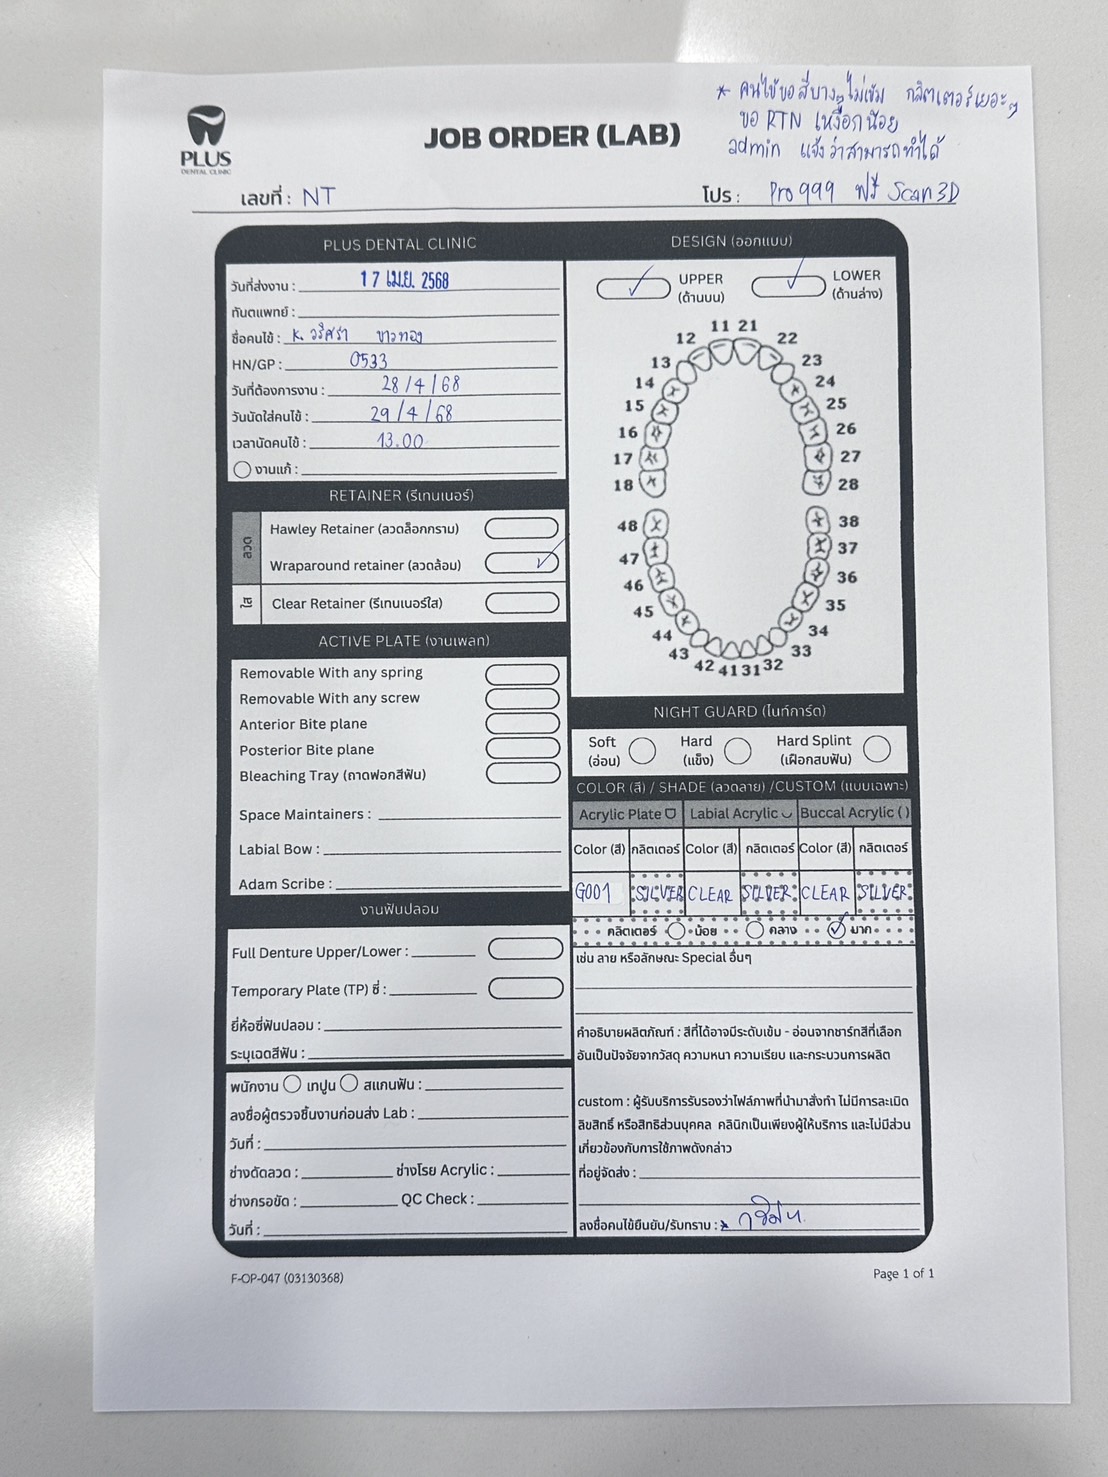 * คนไข้ขอสีบางๆ ไม่เข้ม กลิตเตอร์เยอะๆ
ขอ RTN เหงือกน้อย
admin แจ้งว่าสามารถทำได้
PLUS
DENTAL CLINIC
JOB ORDER (LAB)
เลขที่ : NT
โปร : Pro 999 ฟรี Scan 3D
PLUS DENTAL CLINIC
วันที่ส่งงาน : 17 เม.ย. 2568
ทันตแพทย์ :
ชื่อคนไข้ : K. วริศรา ขาวทอง
HN/GP : 0533
วันที่ต้องการงาน : 28/4/68
วันนัดใส่คนไข้ : 29/4/68
เวลานัดคนไข้ : 13.00
งานแก้ :
RETAINER (รีเทนเนอร์)
ลวด
Hawley Retainer (ลวดล็อกกราม)
Wraparound retainer (ลวดล้อม)
ใส
Clear Retainer (รีเทนเนอร์ใส)
ACTIVE PLATE (งานเพลท)
Removable With any spring
Removable With any screw
Anterior Bite plane
Posterior Bite plane
Bleaching Tray (ถาดฟอกสีฟัน)
Space Maintainers :
Labial Bow :
Adam Scribe :
งานฟันปลอม
Full Denture Upper/Lower :
Temporary Plate (TP) ซี่ :
ยี่ห้อซี่ฟันปลอม :
ระบุเฉดสีฟัน :
พนักงาน เทปูน สแกนฟัน :
ลงชื่อผู้ตรวจชิ้นงานก่อนส่ง Lab :
วันที่ :
ช่างดัดลวด : ช่างโรย Acrylic :
ช่างกรอขัด : QC Check :
วันที่ :
DESIGN (ออกแบบ)
UPPER LOWER
(ด้านบน) (ด้านล่าง)
11 21
12 22
13 23
14 24
15 25
16 26
17 27
18 28
48 38
47 37
46 36
45 35
44 34
43 33
42 41 31 32
NIGHT GUARD (ไนท์การ์ด)
Soft Hard Hard Splint
(อ่อน) (แข็ง) (เฝือกสบฟัน)
COLOR (สี) / SHADE (ลวดลาย) /CUSTOM (แบบเฉพาะ)
Acrylic Plate Labial Acrylic Buccal Acrylic ( )
Color (สี) กลิตเตอร์ Color (สี) กลิตเตอร์ Color (สี) กลิตเตอร์
G001 SILVER CLEAR SILVER CLEAR SILVER
กลิตเตอร์ น้อย กลาง มาก
เช่น ลาย หรือลักษณะ Special อื่นๆ
คำอธิบายผลิตภัณฑ์ : สีที่ได้อาจมีระดับเข้ม - อ่อนจากชาร์ทสีที่เลือก
อันเป็นปัจจัยจากวัสดุ ความหนา ความเรียบ และกระบวนการผลิต
custom : ผู้รับบริการรับรองว่าไฟล์ภาพที่นำมาสั่งทำ ไม่มีการละเมิด
ลิขสิทธิ์ หรือสิทธิส่วนบุคคล คลินิกเป็นเพียงผู้ให้บริการ และไม่มีส่วน
เกี่ยวข้องกับการใช้ภาพดังกล่าว
ที่อยู่จัดส่ง :
ลงชื่อคนไข้ยืนยัน/รับทราบ :
F-OP-047 (03130368)
Page 1 of 1